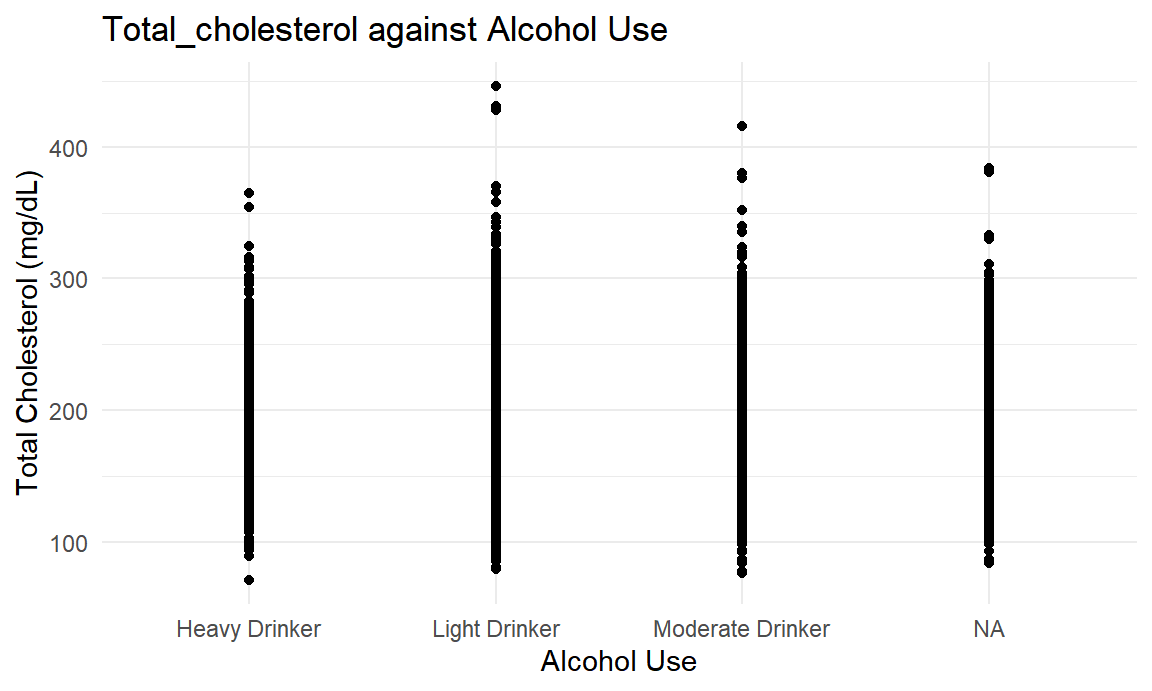 Total_cholesterol against Alcohol Use
Total Cholesterol (mg/dL)
400
300
200
100
Heavy Drinker
Light Drinker
Moderate Drinker
NA
Alcohol Use